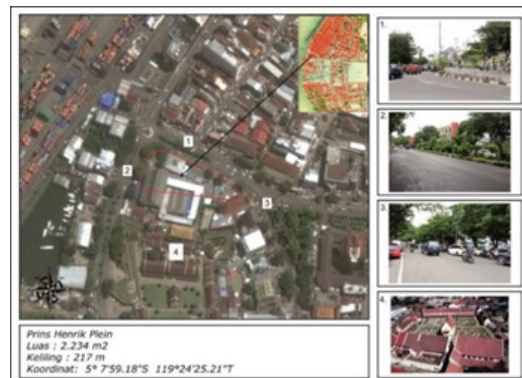 1
2
3
4
Prins Henrik Plein
Luas : 2.234 m2
Keliling : 217 m
Koordinat: 5° 7'59.18"S 119°24'25.21"T
1.
2.
3.
4.